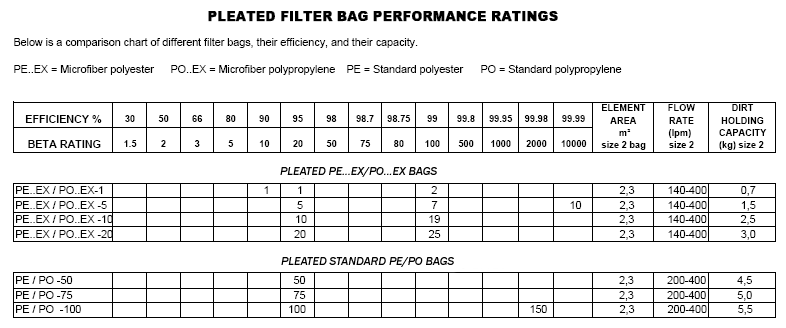 PLEATED FILTER BAG PERFORMANCE RATINGS
Below is a comparison chart of different filter bags, their efficiency, and their capacity.
PE..EX = Microfiber polyester PO..EX = Microfiber polypropylene PE = Standard polyester PO = Standard polypropylene
EFFICIENCY % 30 50 66 80 90 95 98 98.7 98.75 99 99.8 99.95 99.98 99.99 ELEMENT AREA m² size 2 bag FLOW RATE (lpm) size 2 DIRT HOLDING CAPACITY (kg) size 2
BETA RATING 1.5 2 3 5 10 20 50 75 80 100 500 1000 2000 10000
PLEATED PE...EX/PO...EX BAGS
PE..EX / PO..EX-1 1 1 2 2,3 140-400 0,7
PE..EX / PO..EX -5 5 7 10 2,3 140-400 1,5
PE..EX / PO..EX -10 10 19 2,3 140-400 2,5
PE..EX / PO..EX -20 20 25 2,3 140-400 3,0
PLEATED STANDARD PE/PO BAGS
PE / PO -50 50 2,3 200-400 4,5
PE / PO -75 75 2,3 200-400 5,0
PE / PO -100 100 150 2,3 200-400 5,5